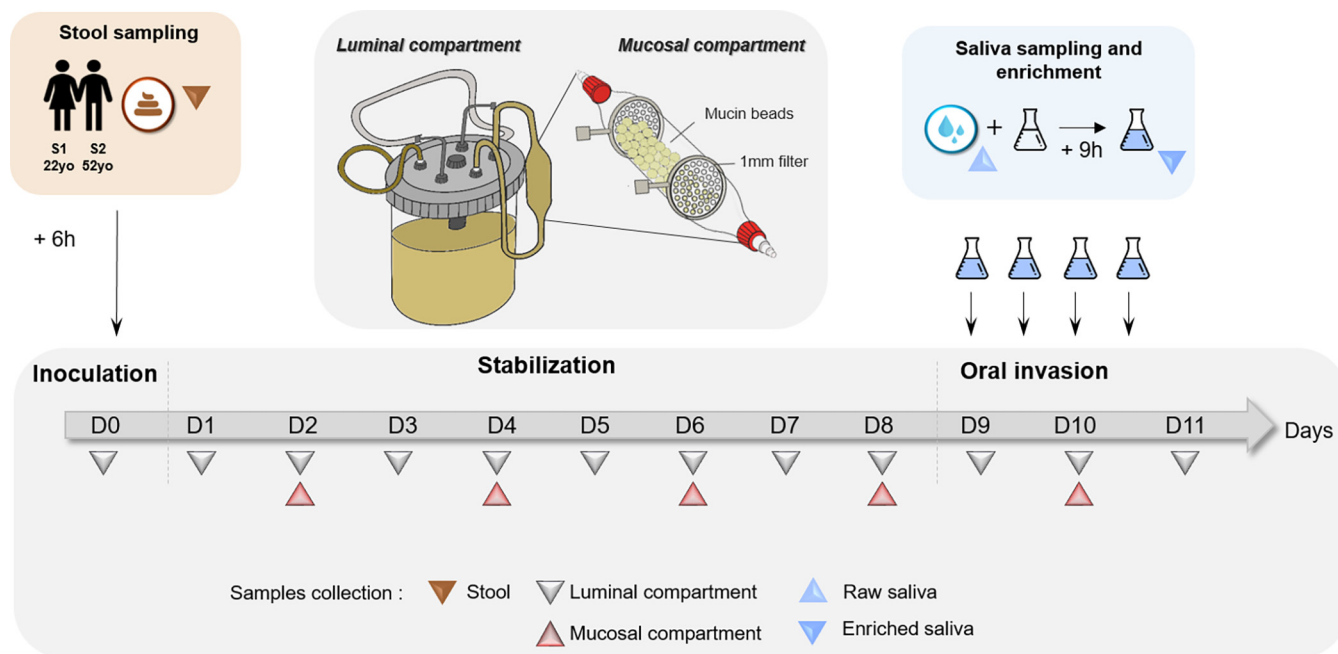 Stool sampling
S1 S2
22yo 52yo
+ 6h
Luminal compartment
Mucosal compartment
Mucin beads
1mm filter
Saliva sampling and
enrichment
+
+ 9h
Inoculation
Stabilization
Oral invasion
D0 D1 D2 D3 D4 D5 D6 D7 D8 D9 D10 D11
Days
Samples collection : Stool Luminal compartment Raw saliva
Mucosal compartment Enriched saliva